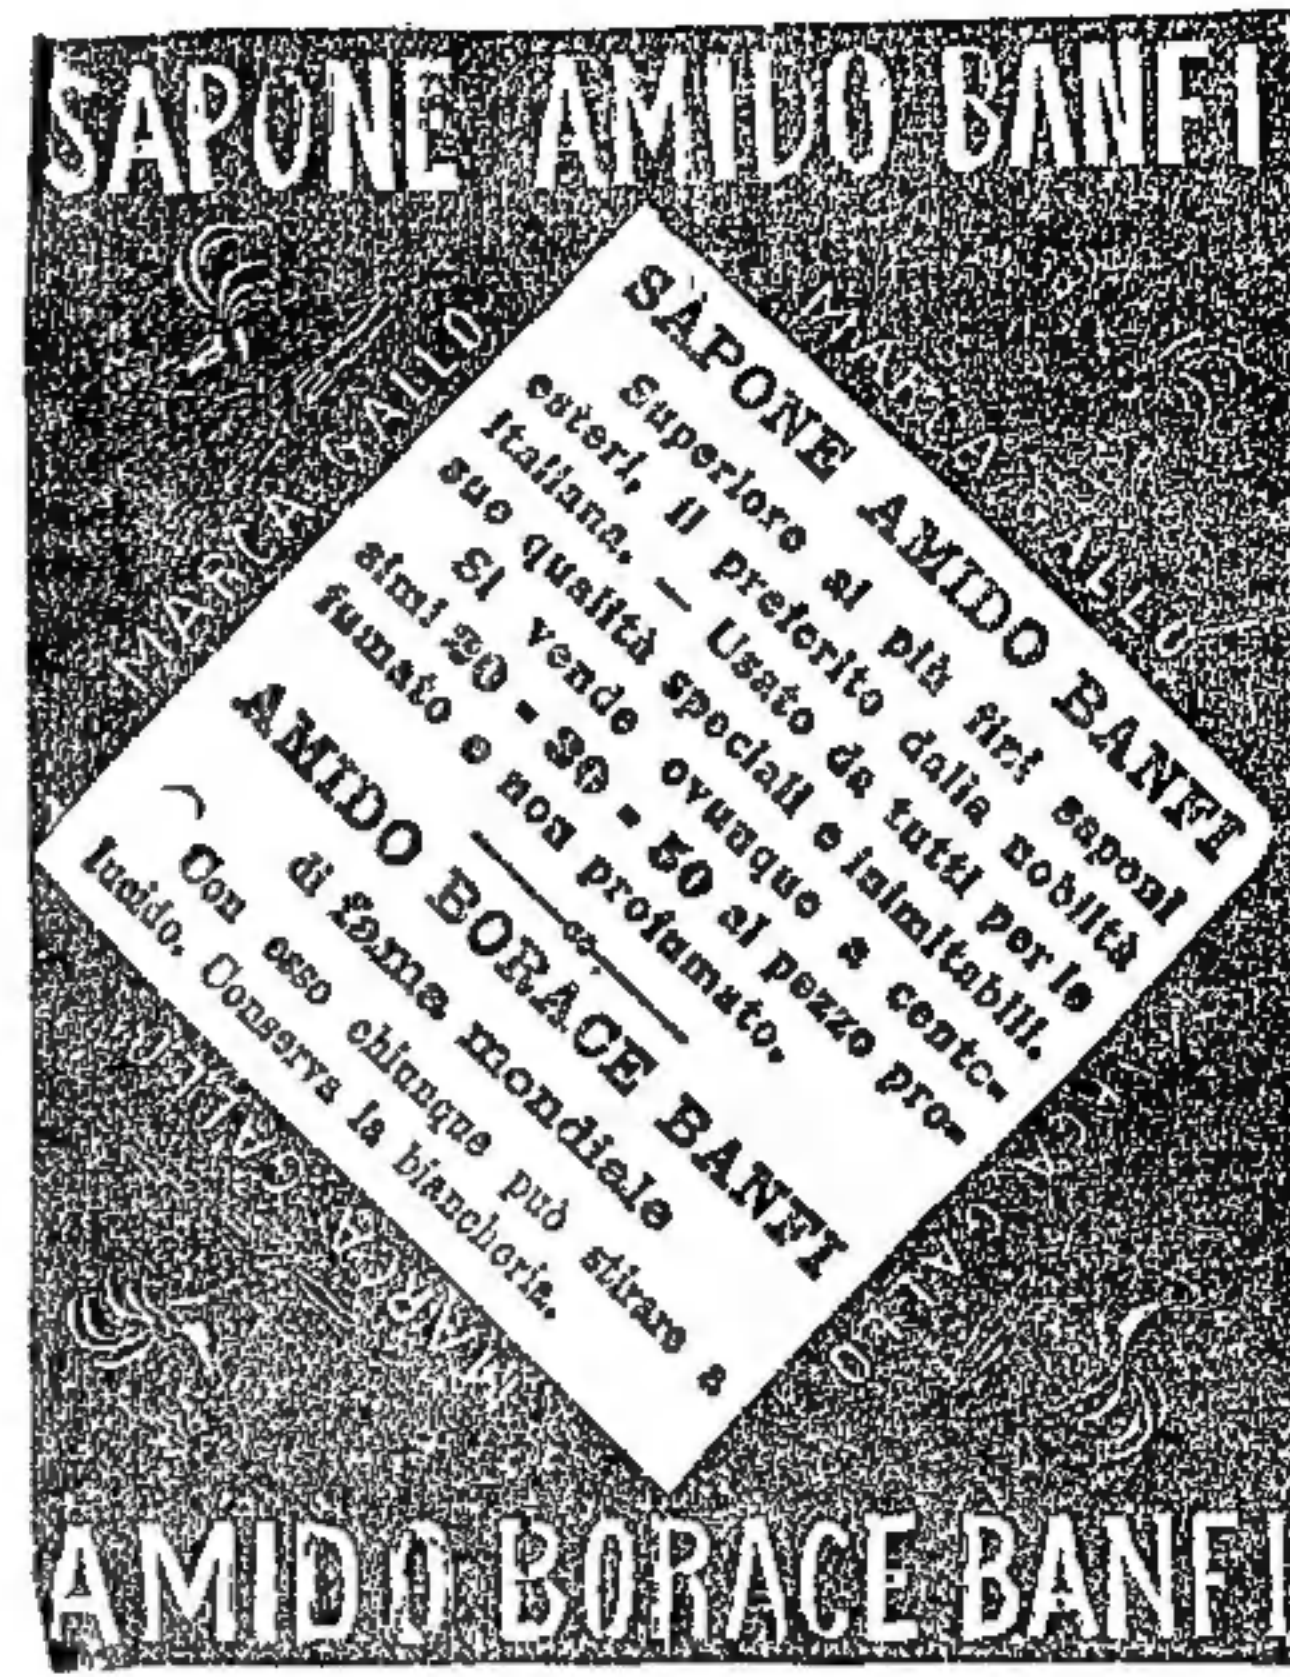 SAPONE AMIDO BANFI
MARCA GALLO
MARCA GALLO
SAPONE AMIDO BANFI
Superiore ai più fini saponi
esteri, il preferito dalla nobiltà
italiana. — Usato da tutti per le
sue qualità speciali e inimitabili.
Si vende ovunque a cente-
simi 20 - 30 - 50 al pezzo pro-
fumato e non profumato.
AMIDO BORACE BANFI
di fama mondiale
Con esso chiunque può stirare a
lucido. Conserva la biancheria.
MARCA GALLO
MARCA GALLO
AMIDO BORACE BANFI